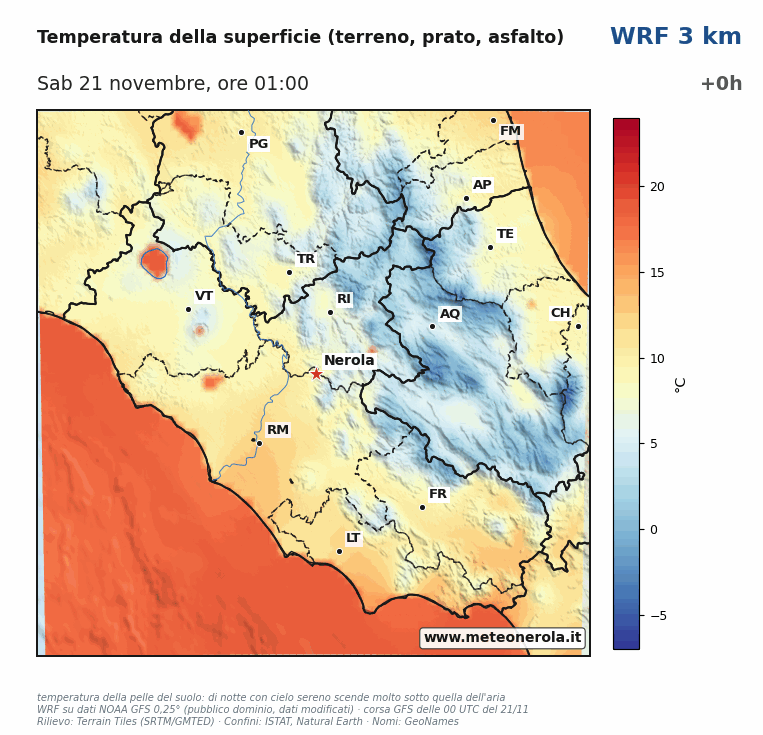 Temperatura della superficie (terreno, prato, asfalto)
WRF 3 km
Sab 21 novembre, ore 01:00
+0h
FM
PG
AP
TE
TR
VT
RI
AQ
CH
Nerola
RM
FR
LT
www.meteonerola.it
20
15
10
5
0
−5
°C
temperatura della pelle del suolo: di notte con cielo sereno scende molto sotto quella dell'aria
WRF su dati NOAA GFS 0,25° (pubblico dominio, dati modificati) · corsa GFS delle 00 UTC del 21/11
Rilievo: Terrain Tiles (SRTM/GMTED) · Confini: ISTAT, Natural Earth · Nomi: GeoNames